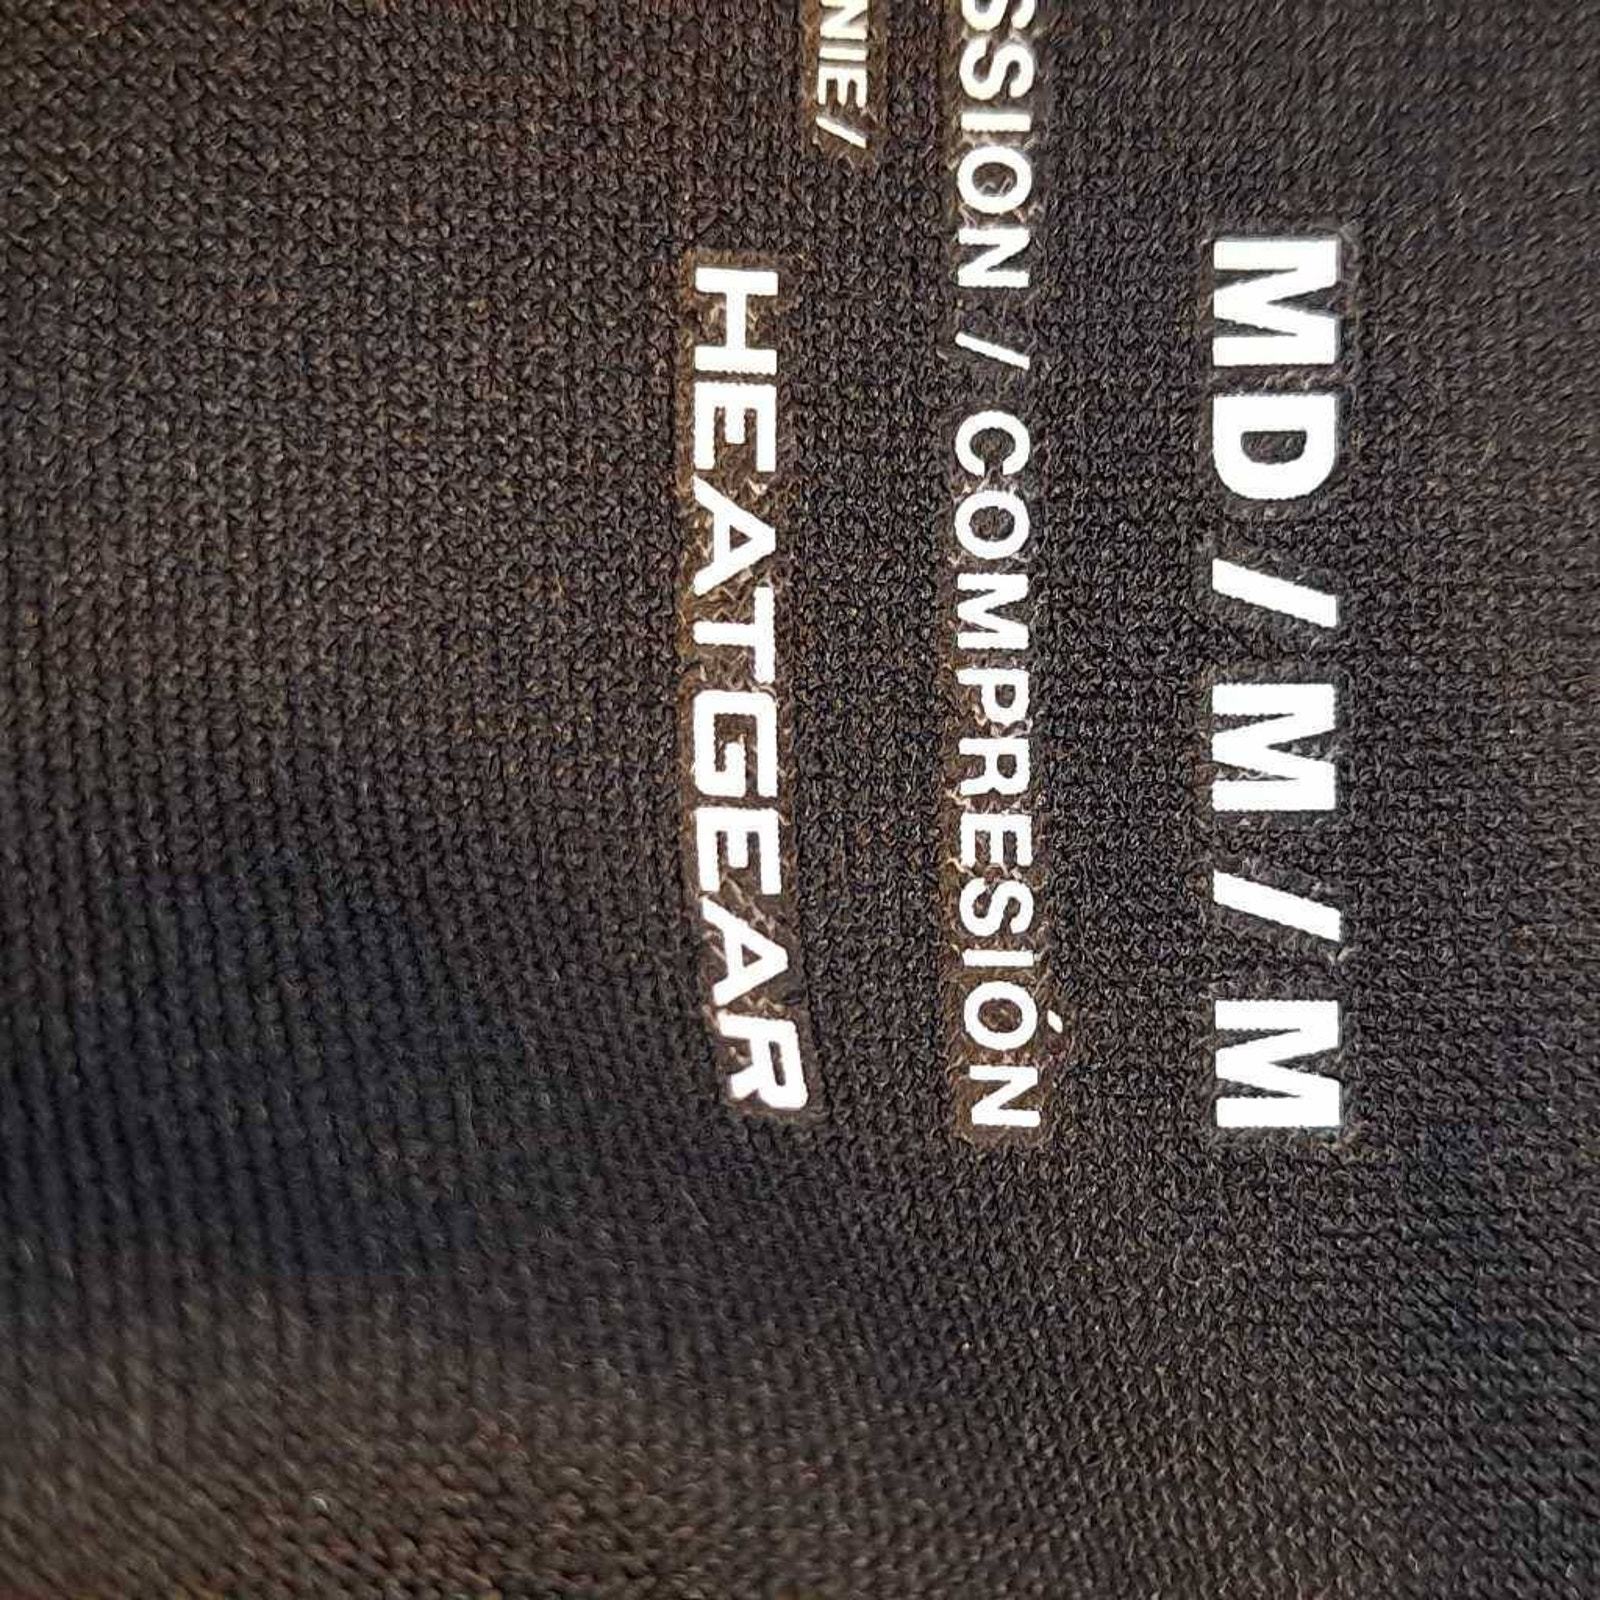 MD / M / M
SSION / COMPRESIÓN
NIE /
HEATGEAR